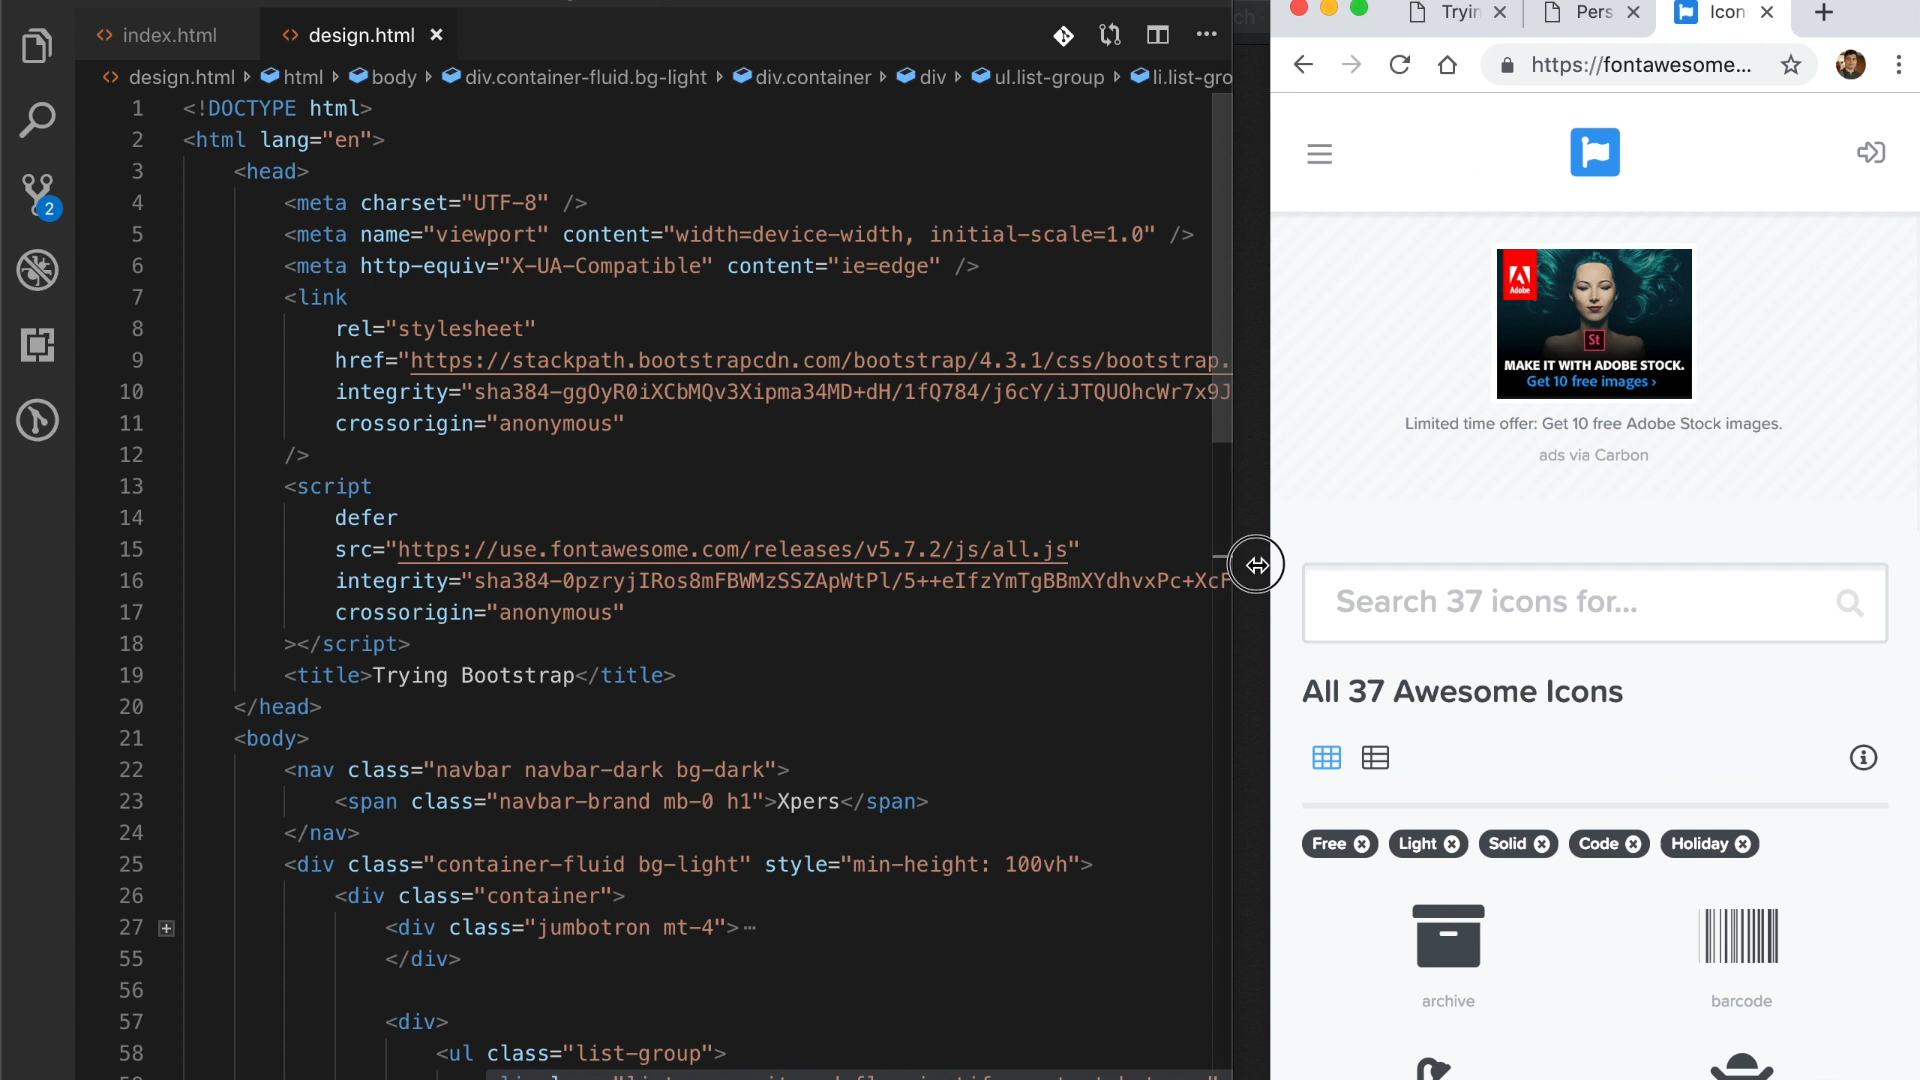 index.html
design.html
design.html
html
body
div.container-fluid.bg-light
div.container
div
ul.list-group
li.list-gro
1 <!DOCTYPE html>
2 <html lang="en">
3 <head>
4 <meta charset="UTF-8" />
5 <meta name="viewport" content="width=device-width, initial-scale=1.0" />
6 <meta http-equiv="X-UA-Compatible" content="ie=edge" />
7 <link
8 rel="stylesheet"
9 href="https://stackpath.bootstrapcdn.com/bootstrap/4.3.1/css/bootstrap.
10 integrity="sha384-ggOyR0iXCbMQv3Xipma34MD+dH/1fQ784/j6cY/iJTQUOhcWr7x9J
11 crossorigin="anonymous"
12 />
13 <script
14 defer
15 src="https://use.fontawesome.com/releases/v5.7.2/js/all.js"
16 integrity="sha384-0pzryjIRos8mFBWMzSSZApWtPl/5++eIfzYmTgBBmXYdhvxPc+XcF
17 crossorigin="anonymous"
18 ></script>
19 <title>Trying Bootstrap</title>
20 </head>
21 <body>
22 <nav class="navbar navbar-dark bg-dark">
23 <span class="navbar-brand mb-0 h1">Xpers</span>
24 </nav>
25 <div class="container-fluid bg-light" style="min-height: 100vh">
26 <div class="container">
27 <div class="jumbotron mt-4">…
55 </div>
56
57 <div>
58 <ul class="list-group">
2
Tryin
Pers
Icon
https://fontawesome...
Adobe
St
MAKE IT WITH ADOBE STOCK.
Get 10 free images ›
Limited time offer: Get 10 free Adobe Stock images.
ads via Carbon
Search 37 icons for...
All 37 Awesome Icons
Free
Light
Solid
Code
Holiday
archive
barcode